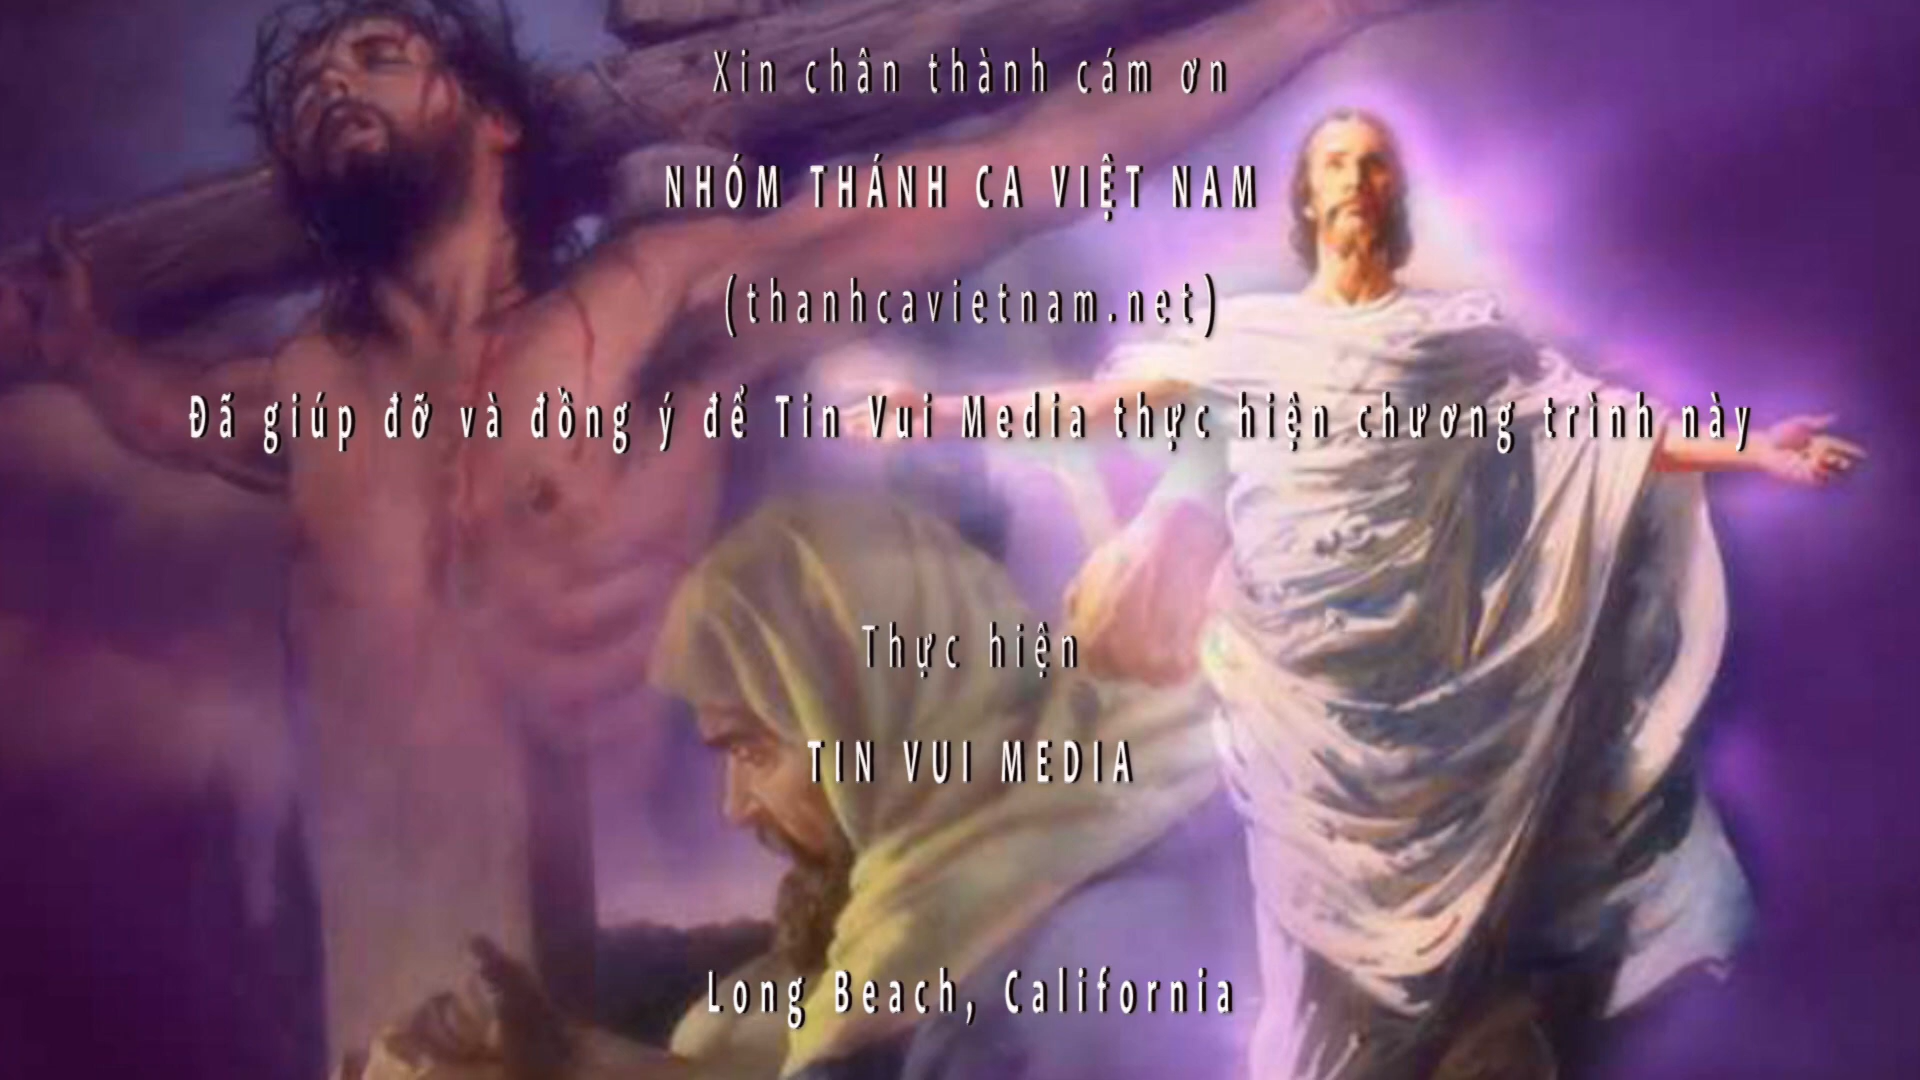 Xin chân thành cám ơn
NHÓM THÁNH CA VIỆT NAM
(thanhcavietnam.net)
Đã giúp đỡ và đồng ý để Tin Vui Media thực hiện chương trình này
Thực hiện
TIN VUI MEDIA
Long Beach, California